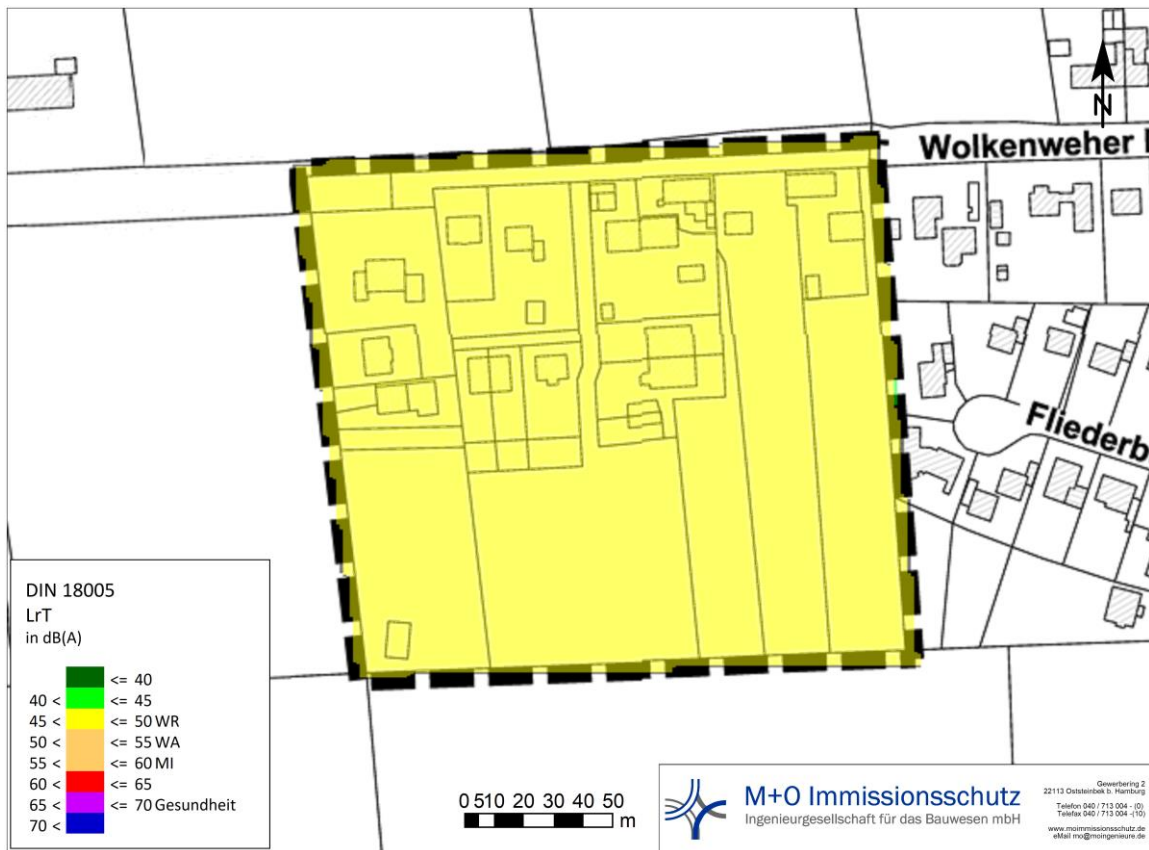 N
Wolkenweher
Fliederb
DIN 18005
LrT
in dB(A)
<= 40
40 < <= 45
45 < <= 50 WR
50 < <= 55 WA
55 < <= 60 MI
60 < <= 65
65 < <= 70 Gesundheit
70 <
0 5 10 20 30 40 50
m
M+O Immissionsschutz
Ingenieurgesellschaft für das Bauwesen mbH
Gewerbering 2
22113 Oststeinbek b. Hamburg
Telefon 040 / 713 004 - (0)
Telefax 040 / 713 004 -(10)
www.moimmissionsschutz.de
eMail mo@moingenieure.de